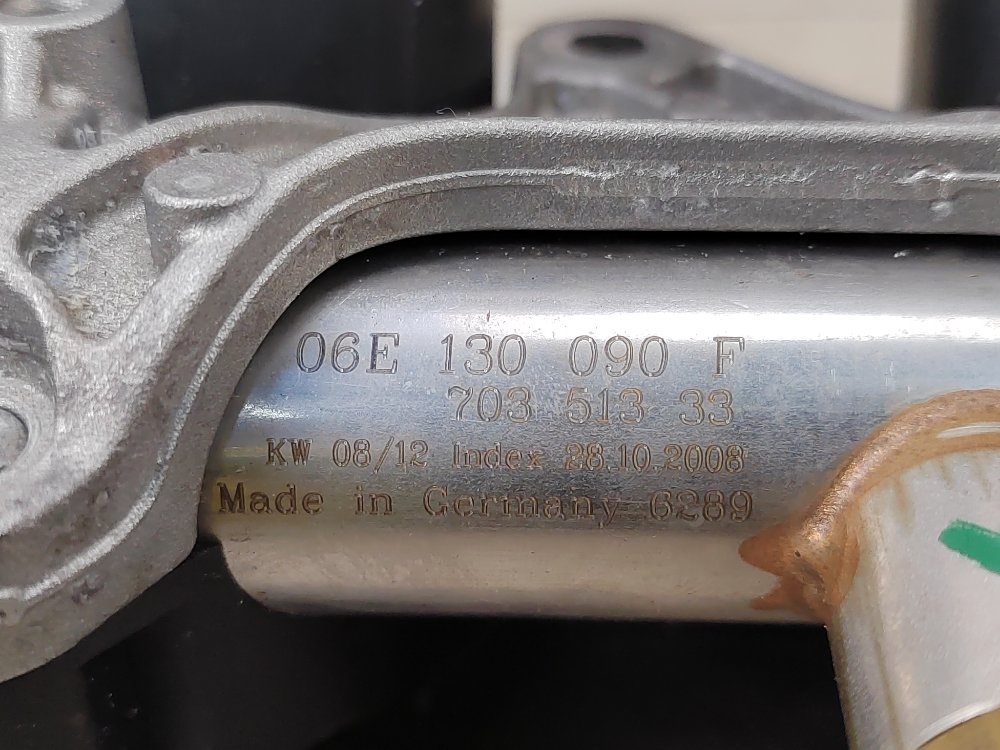 06E 130 090 F
703 513 33
KW 08/12 Index 28.10.2008
Made in Germany 6289